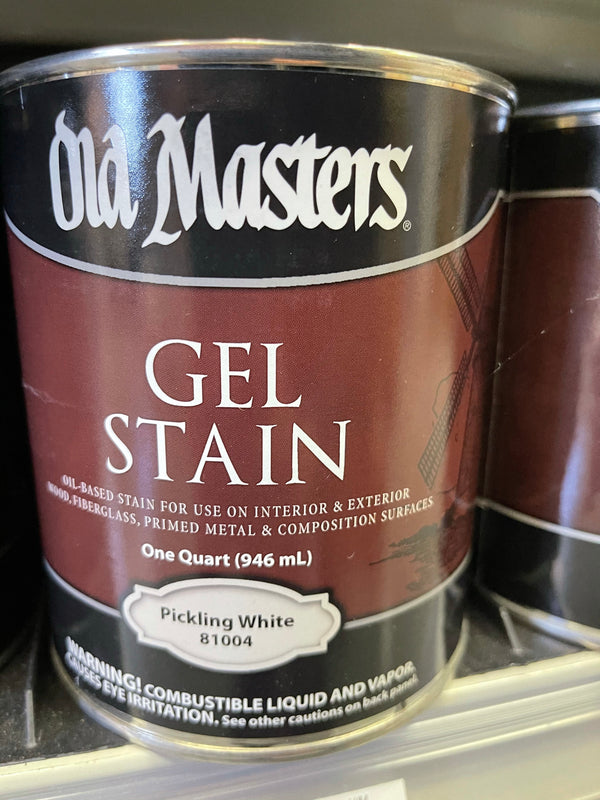 Old Masters®
GEL
STAIN
OIL-BASED STAIN FOR USE ON INTERIOR & EXTERIOR
WOOD, FIBERGLASS, PRIMED METAL & COMPOSITION SURFACES
One Quart (946 mL)
Pickling White
81004
WARNING! COMBUSTIBLE LIQUID AND VAPOR.
CAUSES EYE IRRITATION. See other cautions on back panel.